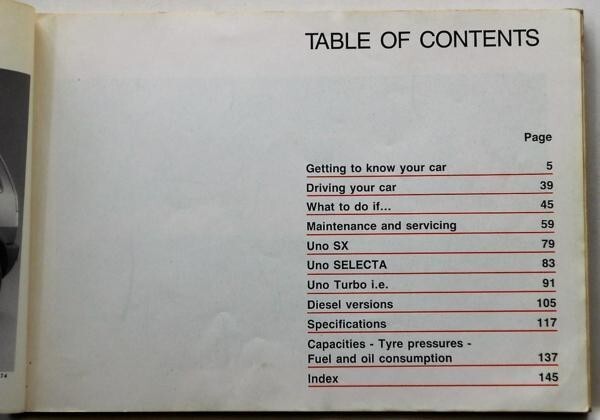 TABLE OF CONTENTS
Page
Getting to know your car 5
Driving your car 39
What to do if... 45
Maintenance and servicing 59
Uno SX 79
Uno SELECTA 83
Uno Turbo i.e. 91
Diesel versions 105
Specifications 117
Capacities - Tyre pressures -
Fuel and oil consumption 137
Index 145